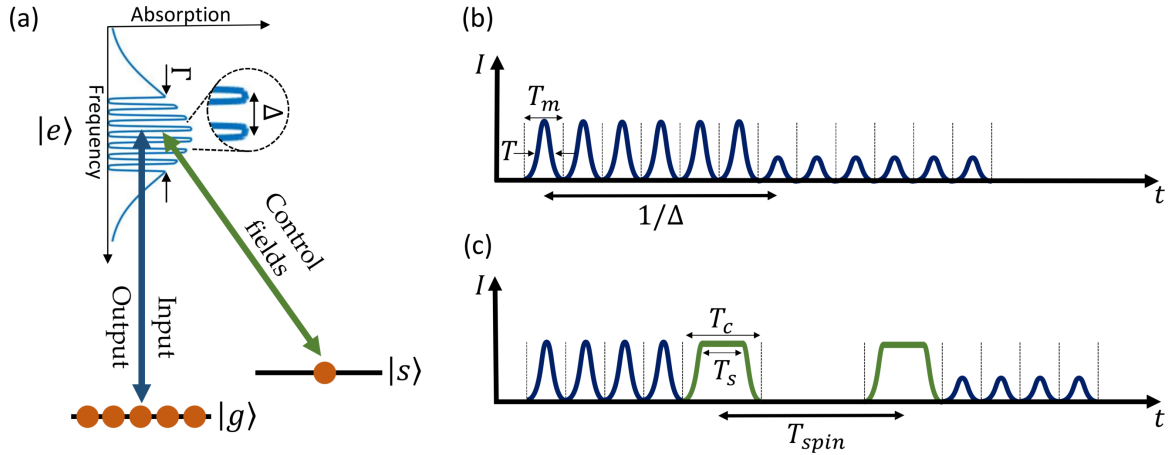 (a)
Absorption
Frequency
Γ
Δ
|e⟩
Control
fields
Input
Output
|s⟩
|g⟩
(b)
I
T_m
T
1/Δ
t
(c)
I
T_c
T_s
T_spin
t